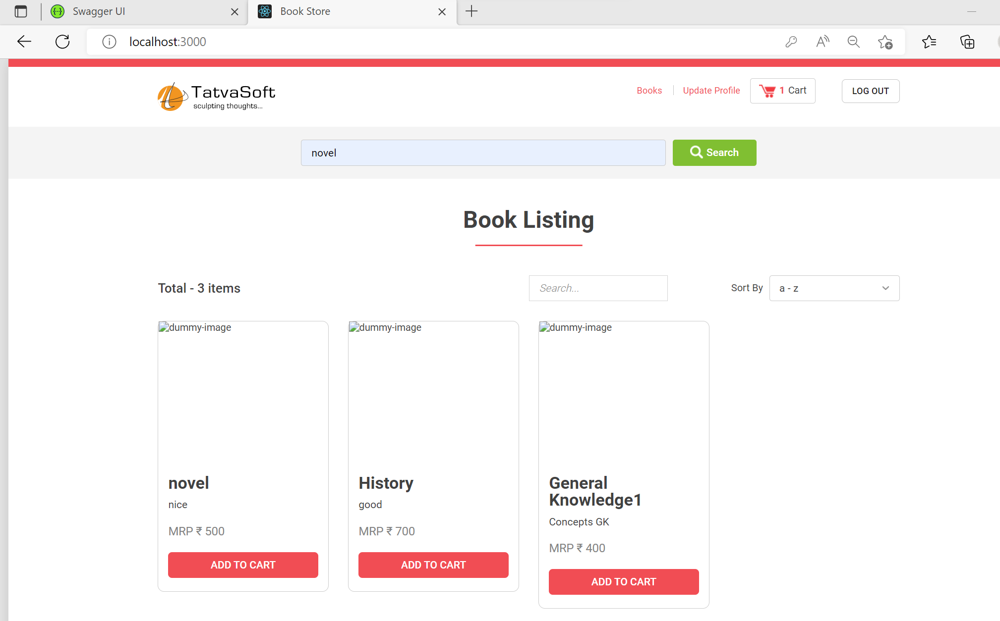 Swagger UI
Book Store
localhost:3000
TatvaSoft
sculpting thoughts...
Books
Update Profile
1 Cart
LOG OUT
novel
Search
Book Listing
Total - 3 items
Search...
Sort By
a - z
dummy-image
novel
nice
MRP ₹ 500
ADD TO CART
dummy-image
History
good
MRP ₹ 700
ADD TO CART
dummy-image
General
Knowledge1
Concepts GK
MRP ₹ 400
ADD TO CART